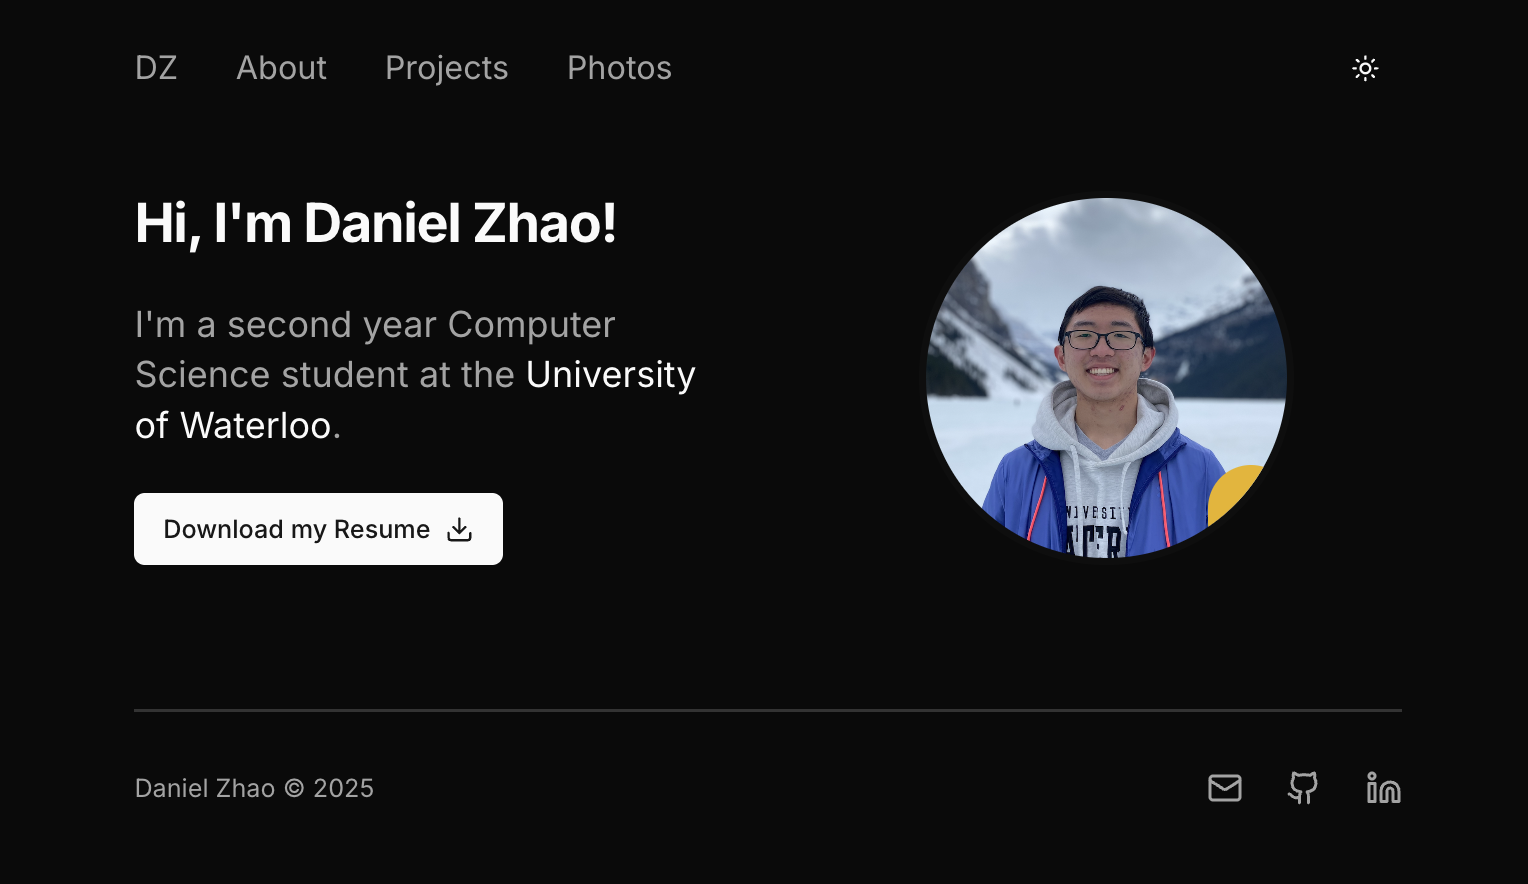 DZ About Projects Photos
Hi, I'm Daniel Zhao!
I'm a second year Computer
Science student at the University
of Waterloo.
Download my Resume
Daniel Zhao © 2025